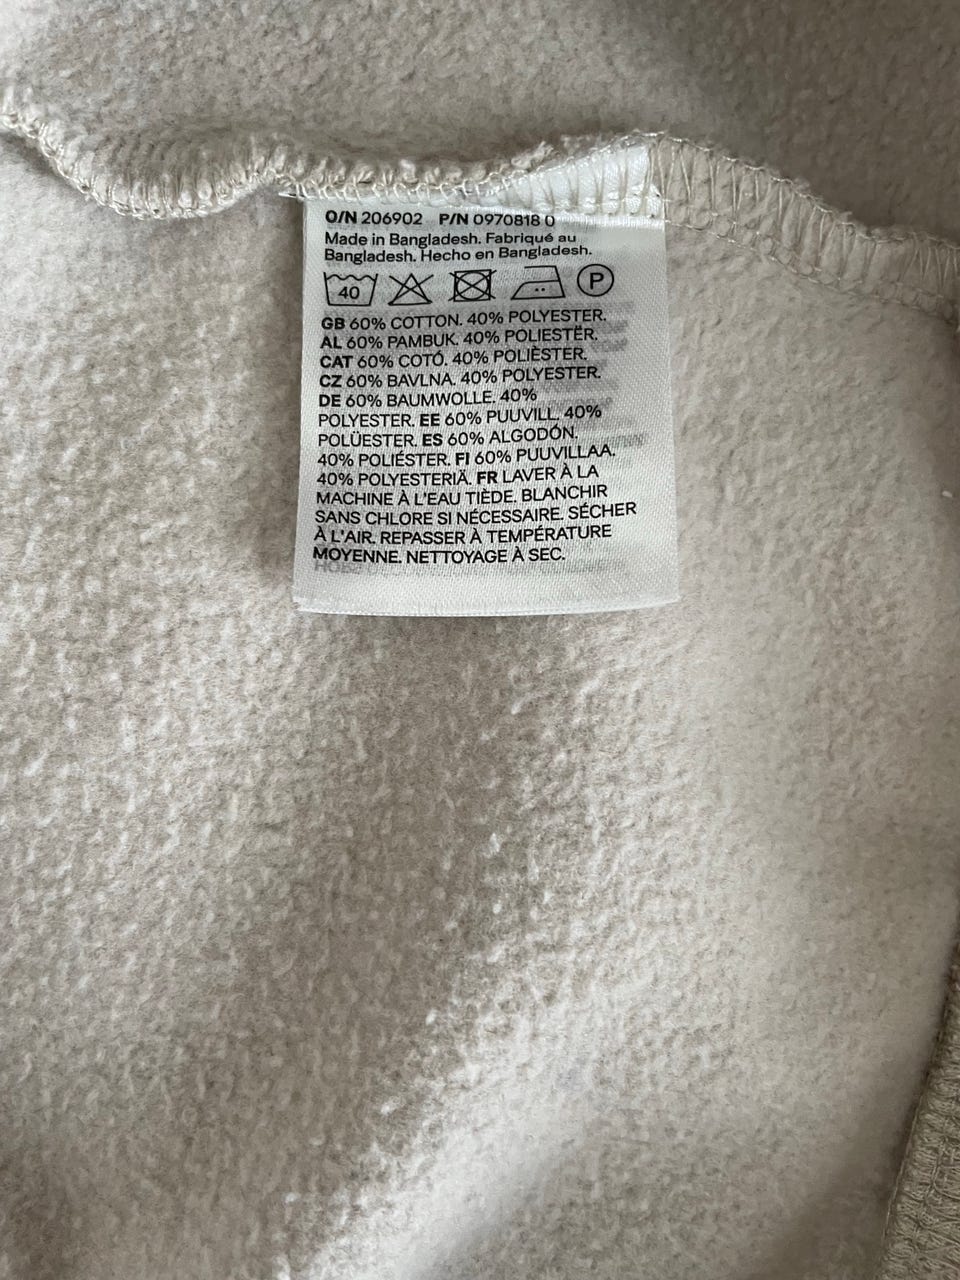 O/N 206902 P/N 0970818 0
Made in Bangladesh. Fabriqué au
Bangladesh. Hecho en Bangladesh.
40 P
GB 60% COTTON. 40% POLYESTER.
AL 60% PAMBUK. 40% POLIESTËR.
CAT 60% COTÓ. 40% POLIÈSTER.
CZ 60% BAVLNA. 40% POLYESTER.
DE 60% BAUMWOLLE. 40%
POLYESTER. EE 60% PUUVILL, 40%
POLÜESTER. ES 60% ALGODÓN.
40% POLIÉSTER. FI 60% PUUVILLAA.
40% POLYESTERIÄ. FR LAVER À LA
MACHINE À L'EAU TIÈDE. BLANCHIR
SANS CHLORE SI NÉCESSAIRE. SÉCHER
À L'AIR. REPASSER À TEMPÉRATURE
MOYENNE. NETTOYAGE À SEC.